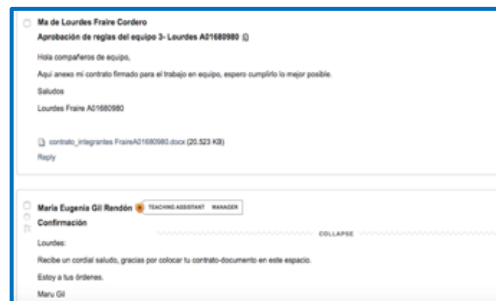 Ma de Lourdes Fraire Cordero
Aprobación de reglas del equipo 3- Lourdes A01680980
Hola compañeros de equipo,
Aquí anexo mi contrato firmado para el trabajo en equipo, espero cumplirlo lo mejor posible.
Saludos
Lourdes Fraire A01680980
contrato_integrantes FraireA01680980.docx (20.523 KB)
Reply
María Eugenia Gil Rendón TEACHING ASSISTANT MANAGER
Confirmación
COLLAPSE
Lourdes:
Recibe un cordial saludo, gracias por colocar tu contrato-documento en este espacio.
Estoy a tus órdenes.
Maru Gil